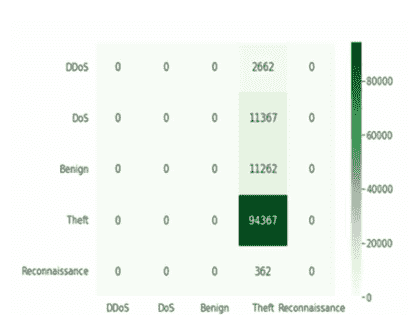 DDoS 0 0 0 2662 0
80000
DoS 0 0 0 11367 0
60000
Benign 0 0 0 11262 0
40000
Theft 0 0 0 94367 0
20000
Reconnaissance 0 0 0 362 0
0
DDoS DoS Benign Theft Reconnaissance